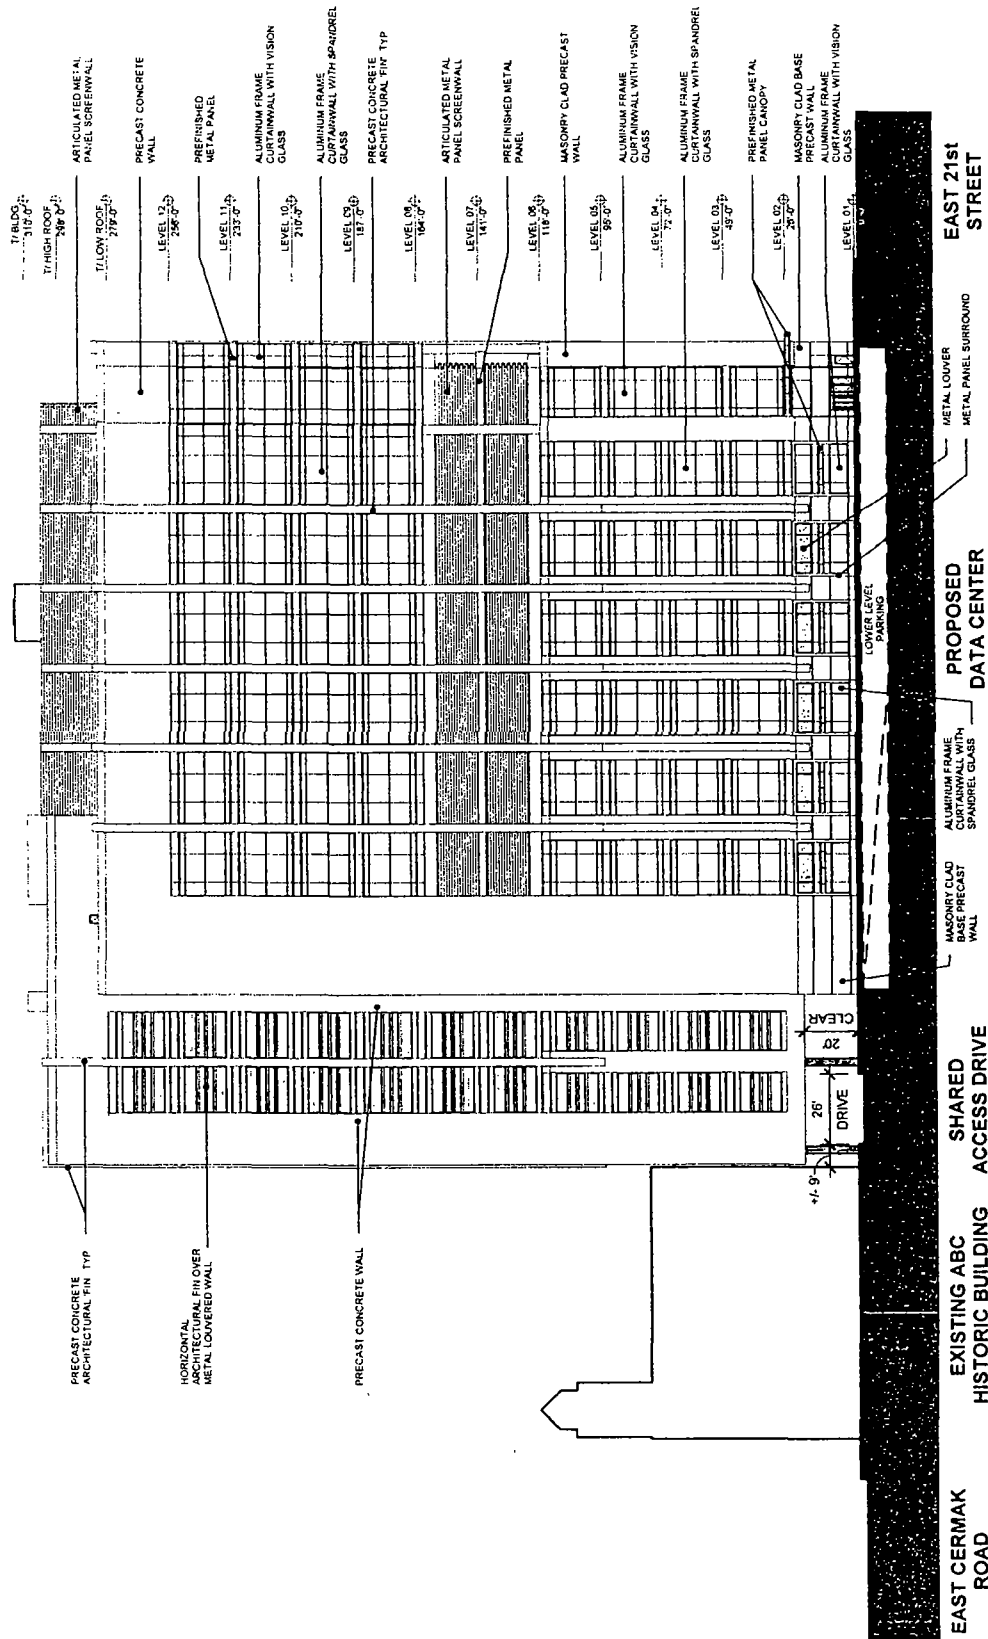 PRECAST CONCRETE
ARCHITECTURAL 'FIN' TYP
HORIZONTAL
ARCHITECTURAL FIN OVER
METAL LOUVERED WALL
PRECAST CONCRETE WALL
T/ BLDG
310'-0"
T/ HIGH ROOF
T/ LOW ROOF
279'-0"
LEVEL 12
256'-0"
LEVEL 11
233'-0"
LEVEL 10
210'-0"
LEVEL 09
187'-0"
LEVEL 08
164'-0"
LEVEL 07
141'-0"
LEVEL 06
118'-0"
LEVEL 05
95'-0"
LEVEL 04
72'-0"
LEVEL 03
49'-0"
LEVEL 02
LEVEL 01
ARTICULATED METAL
PANEL SCREENWALL
PRECAST CONCRETE
WALL
PREFINISHED
METAL PANEL
ALUMINUM FRAME
CURTAINWALL WITH VISION
GLASS
ALUMINUM FRAME
CURTAINWALL WITH SPANDREL
GLASS
PRECAST CONCRETE
ARCHITECTURAL 'FIN' TYP
ARTICULATED METAL
PANEL SCREENWALL
PREFINISHED METAL
PANEL
MASONRY CLAD PRECAST
WALL
ALUMINUM FRAME
CURTAINWALL WITH VISION
GLASS
ALUMINUM FRAME
CURTAINWALL WITH SPANDREL
GLASS
PREFINISHED METAL
PANEL CANOPY
MASONRY CLAD BASE
PRECAST WALL
ALUMINUM FRAME
CURTAINWALL WITH VISION
GLASS
+/- 9'
26'
DRIVE
20'
CLEAR
LOWER LEVEL
PARKING
MASONRY CLAD
BASE PRECAST
WALL
ALUMINUM FRAME
CURTAINWALL WITH
SPANDREL GLASS
METAL LOUVER
METAL PANEL SURROUND
EAST CERMAK
ROAD
EXISTING ABC
HISTORIC BUILDING
SHARED
ACCESS DRIVE
PROPOSED
DATA CENTER
EAST 21st
STREET